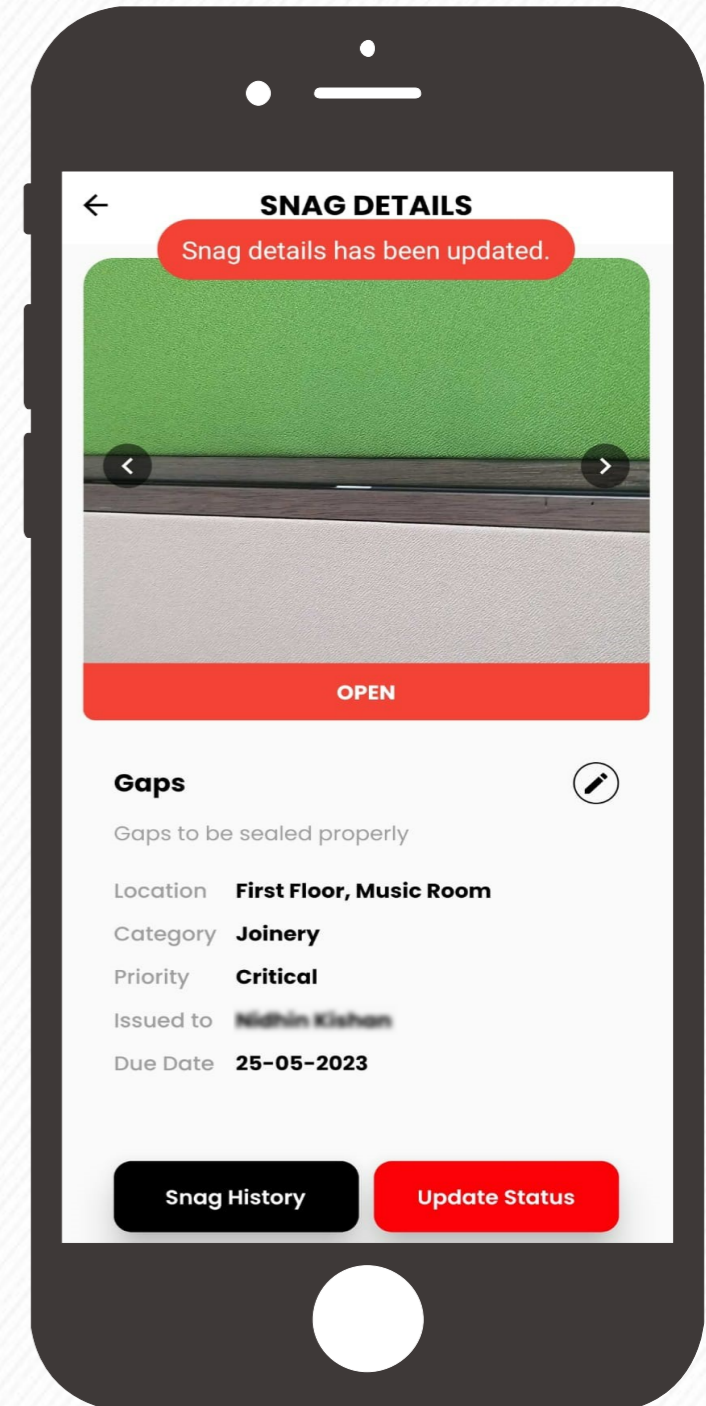 SNAG DETAILS
Snag details has been updated.
OPEN
Gaps
Gaps to be sealed properly
Location First Floor, Music Room
Category Joinery
Priority Critical
Issued to
Due Date 25-05-2023
Snag History
Update Status